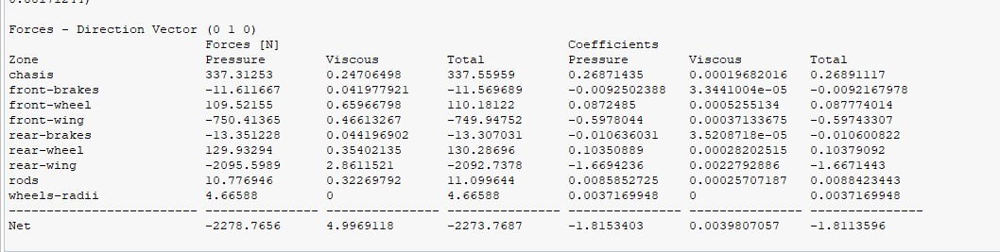 Forces - Direction Vector (0 1 0)
Forces [N] Coefficients
Zone Pressure Viscous Total Pressure Viscous Total
chasis 337.31253 0.24706498 337.55959 0.26871435 0.00019682016 0.26891117
front-brakes -11.611667 0.041977921 -11.569689 -0.0092502388 3.3441004e-05 -0.0092167978
front-wheel 109.52155 0.65966798 110.18122 0.0872485 0.0005255134 0.087774014
front-wing -750.41365 0.46613267 -749.94752 -0.5978044 0.00037133675 -0.59743307
rear-brakes -13.351228 0.044196902 -13.307031 -0.010636031 3.5208718e-05 -0.010600822
rear-wheel 129.93294 0.35402135 130.28696 0.10350889 0.00028202515 0.10379092
rear-wing -2095.5989 2.8611521 -2092.7378 -1.6694236 0.0022792886 -1.6671443
rods 10.776946 0.32269792 11.099644 0.0085852725 0.00025707187 0.0088423443
wheels-radii 4.66588 0 4.66588 0.0037169948 0 0.0037169948
Net -2278.7656 4.9969118 -2273.7687 -1.8153403 0.0039807057 -1.8113596